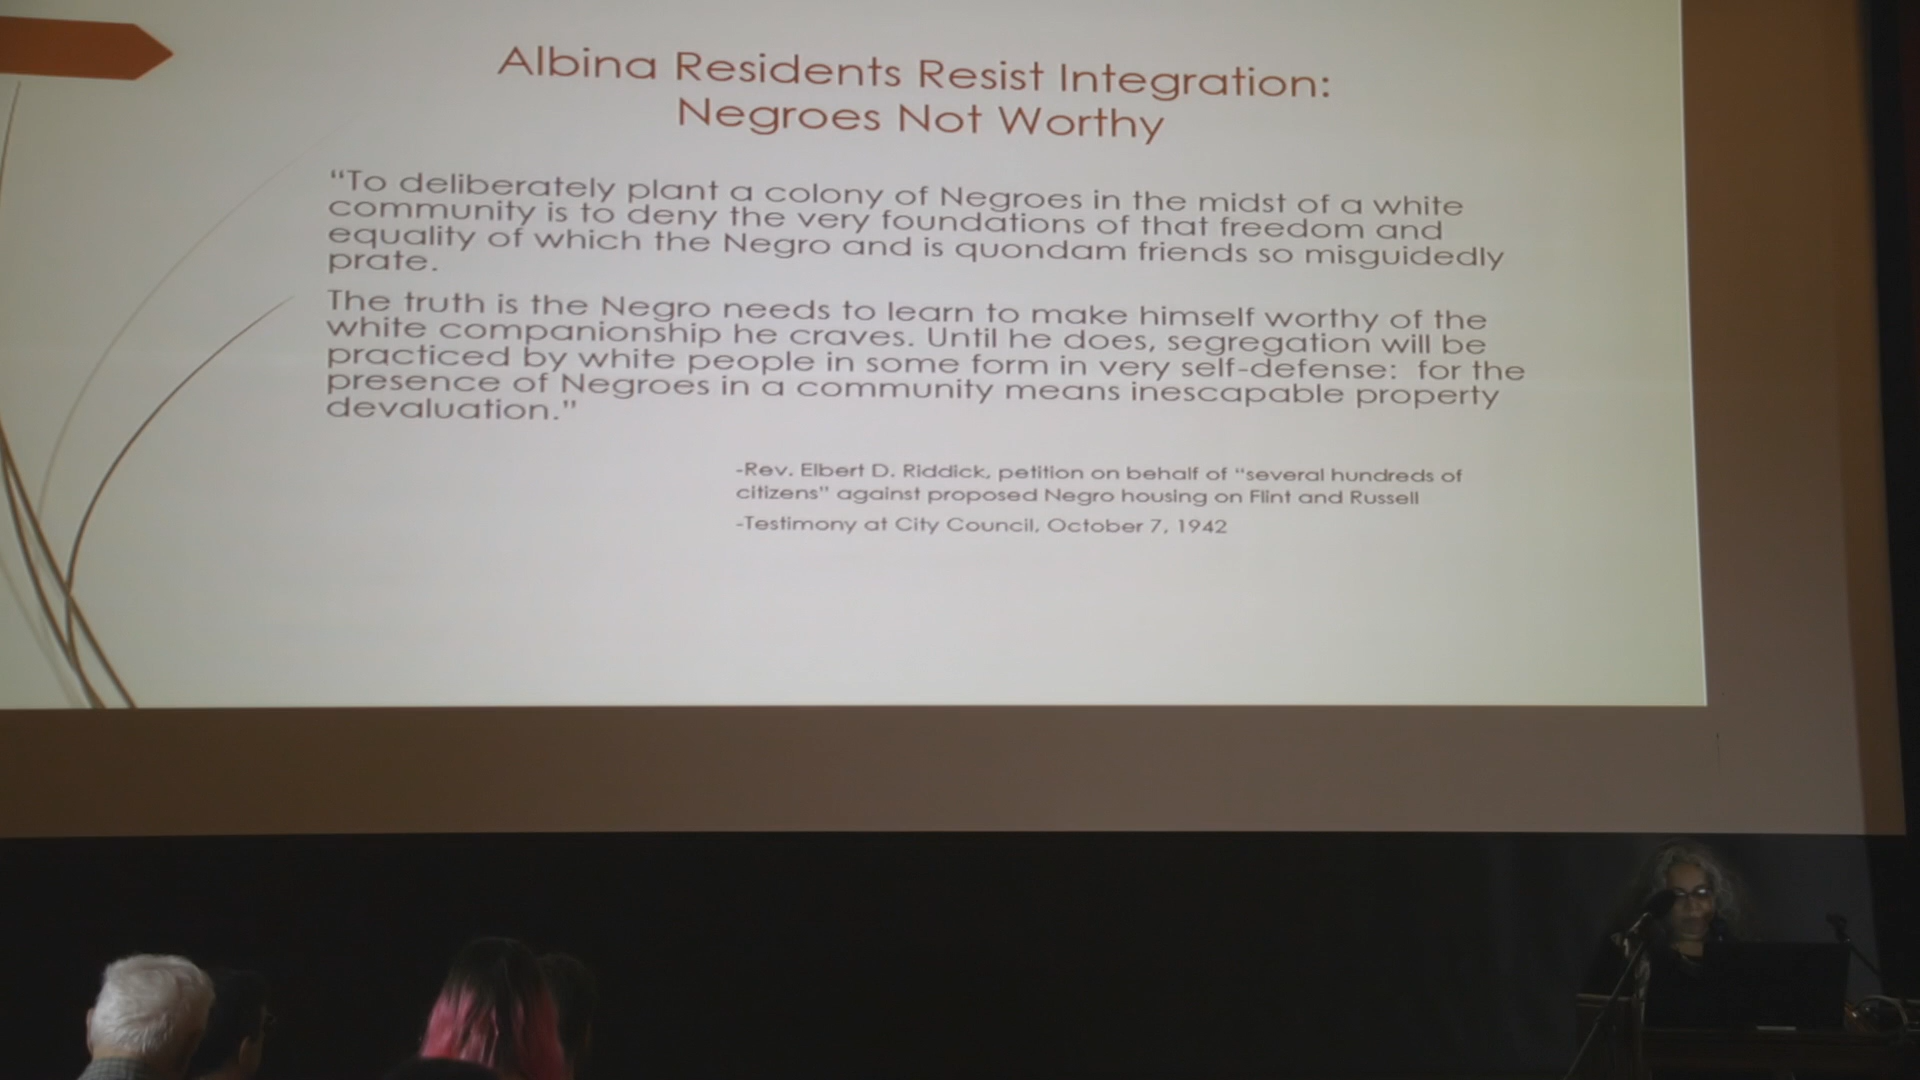 Albina Residents Resist Integration:
Negroes Not Worthy
“To deliberately plant a colony of Negroes in the midst of a white
community is to deny the very foundations of that freedom and
equality of which the Negro and is quondam friends so misguidedly
prate.
The truth is the Negro needs to learn to make himself worthy of the
white companionship he craves. Until he does, segregation will be
practiced by white people in some form in very self-defense: for the
presence of Negroes in a community means inescapable property
devaluation."
-Rev. Elbert D. Riddick, petition on behalf of “several hundreds of
citizens” against proposed Negro housing on Flint and Russell
-Testimony at City Council, October 7, 1942